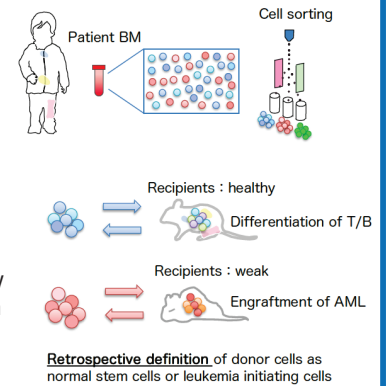 Cell sorting
Patient BM
Recipients：healthy
Differentiation of T/B
Recipients：weak
Engraftment of AML
Retrospective definition of donor cells as
normal stem cells or leukemia initiating cells